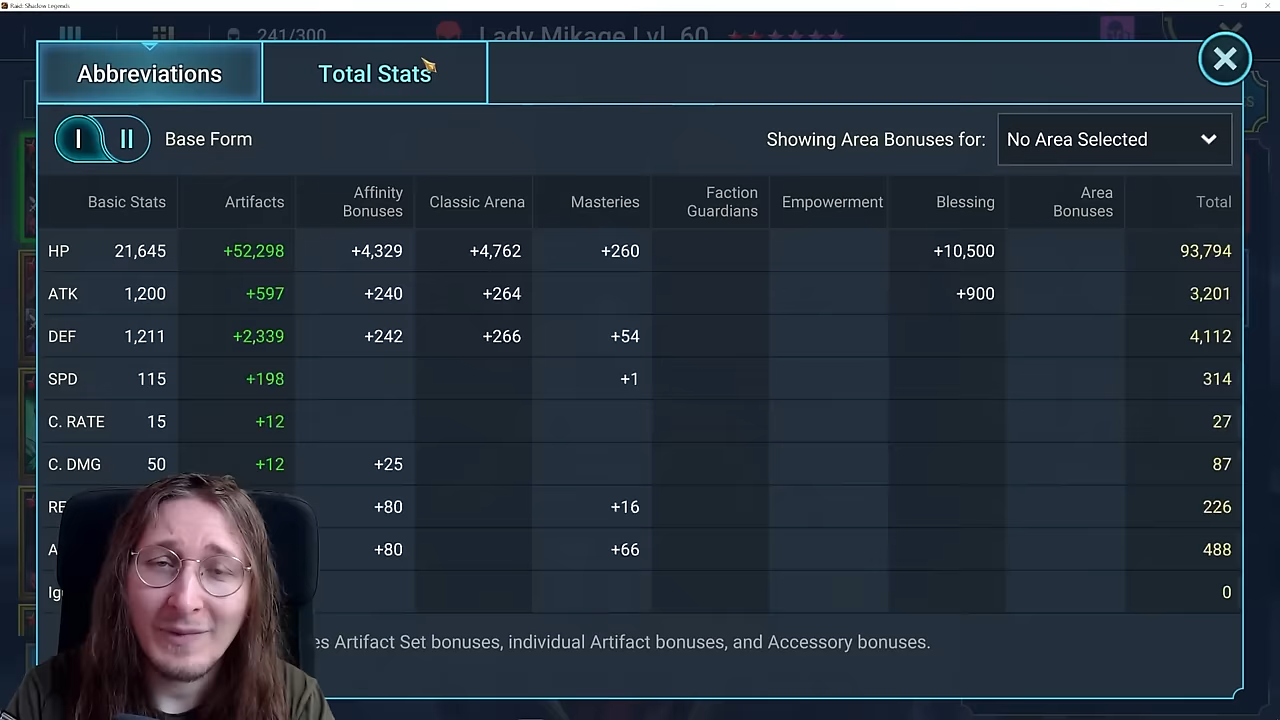 Raid: Shadow Legends
241/300
Lady Mikage Lvl. 60
Abbreviations
Total Stats
I II Base Form
Showing Area Bonuses for: No Area Selected
Basic Stats Artifacts Affinity Bonuses Classic Arena Masteries Faction Guardians Empowerment Blessing Area Bonuses Total
HP 21,645 +52,298 +4,329 +4,762 +260 +10,500 93,794
ATK 1,200 +597 +240 +264 +900 3,201
DEF 1,211 +2,339 +242 +266 +54 4,112
SPD 115 +198 +1 314
C. RATE 15 +12 27
C. DMG 50 +12 +25 87
RE +80 +16 226
A +80 +66 488
Ig 0
es Artifact Set bonuses, individual Artifact bonuses, and Accessory bonuses.